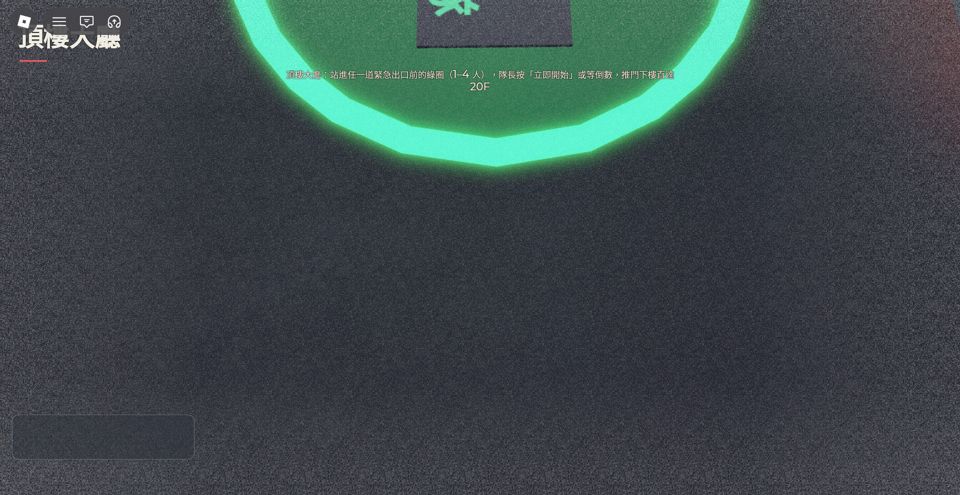 頂樓大廳
頂樓大廳：站進任一道緊急出口前的綠圈（1–4 人），隊長按「立即開始」或等倒數，推門下樓百層
20F